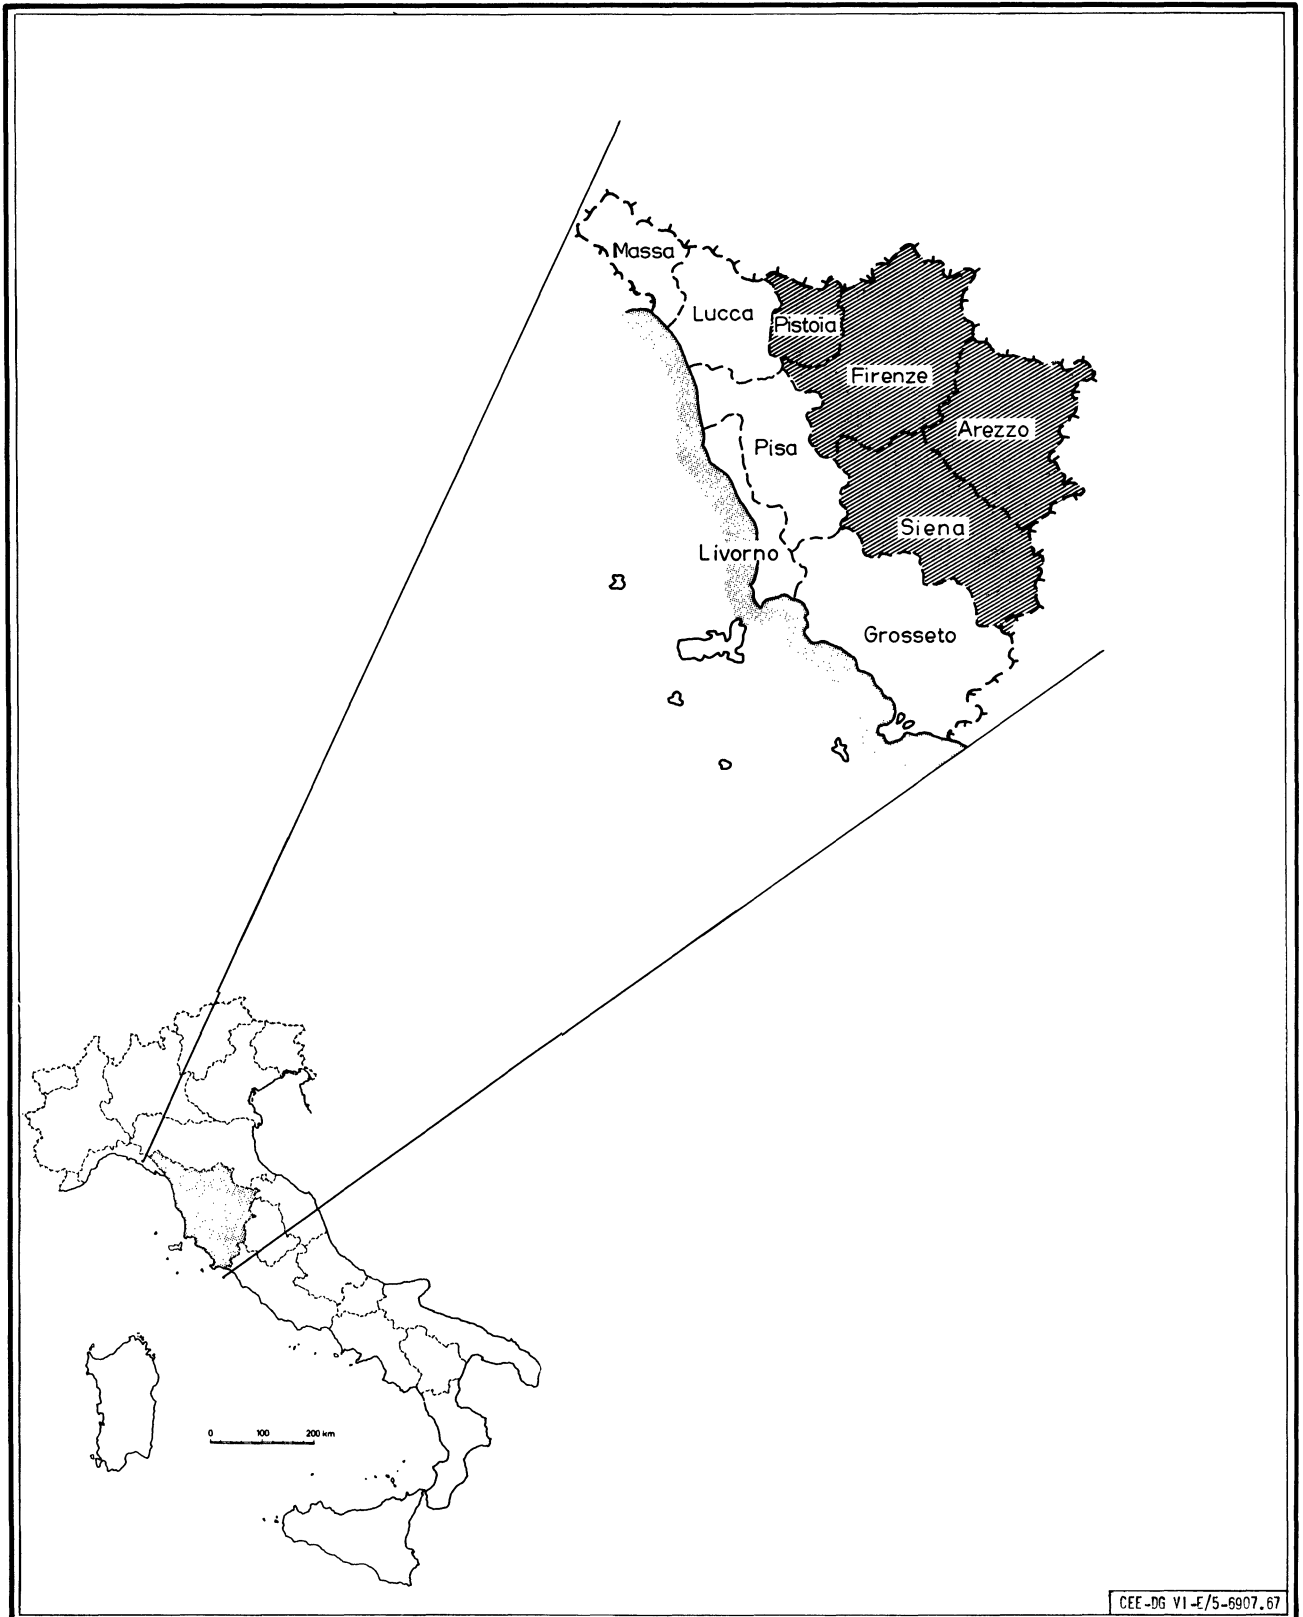 Massa
Lucca
Pistoia
Firenze
Arezzo
Pisa
Siena
Livorno
Grosseto
0 100 200 km
CEE-DG VI-E/5-6907.67